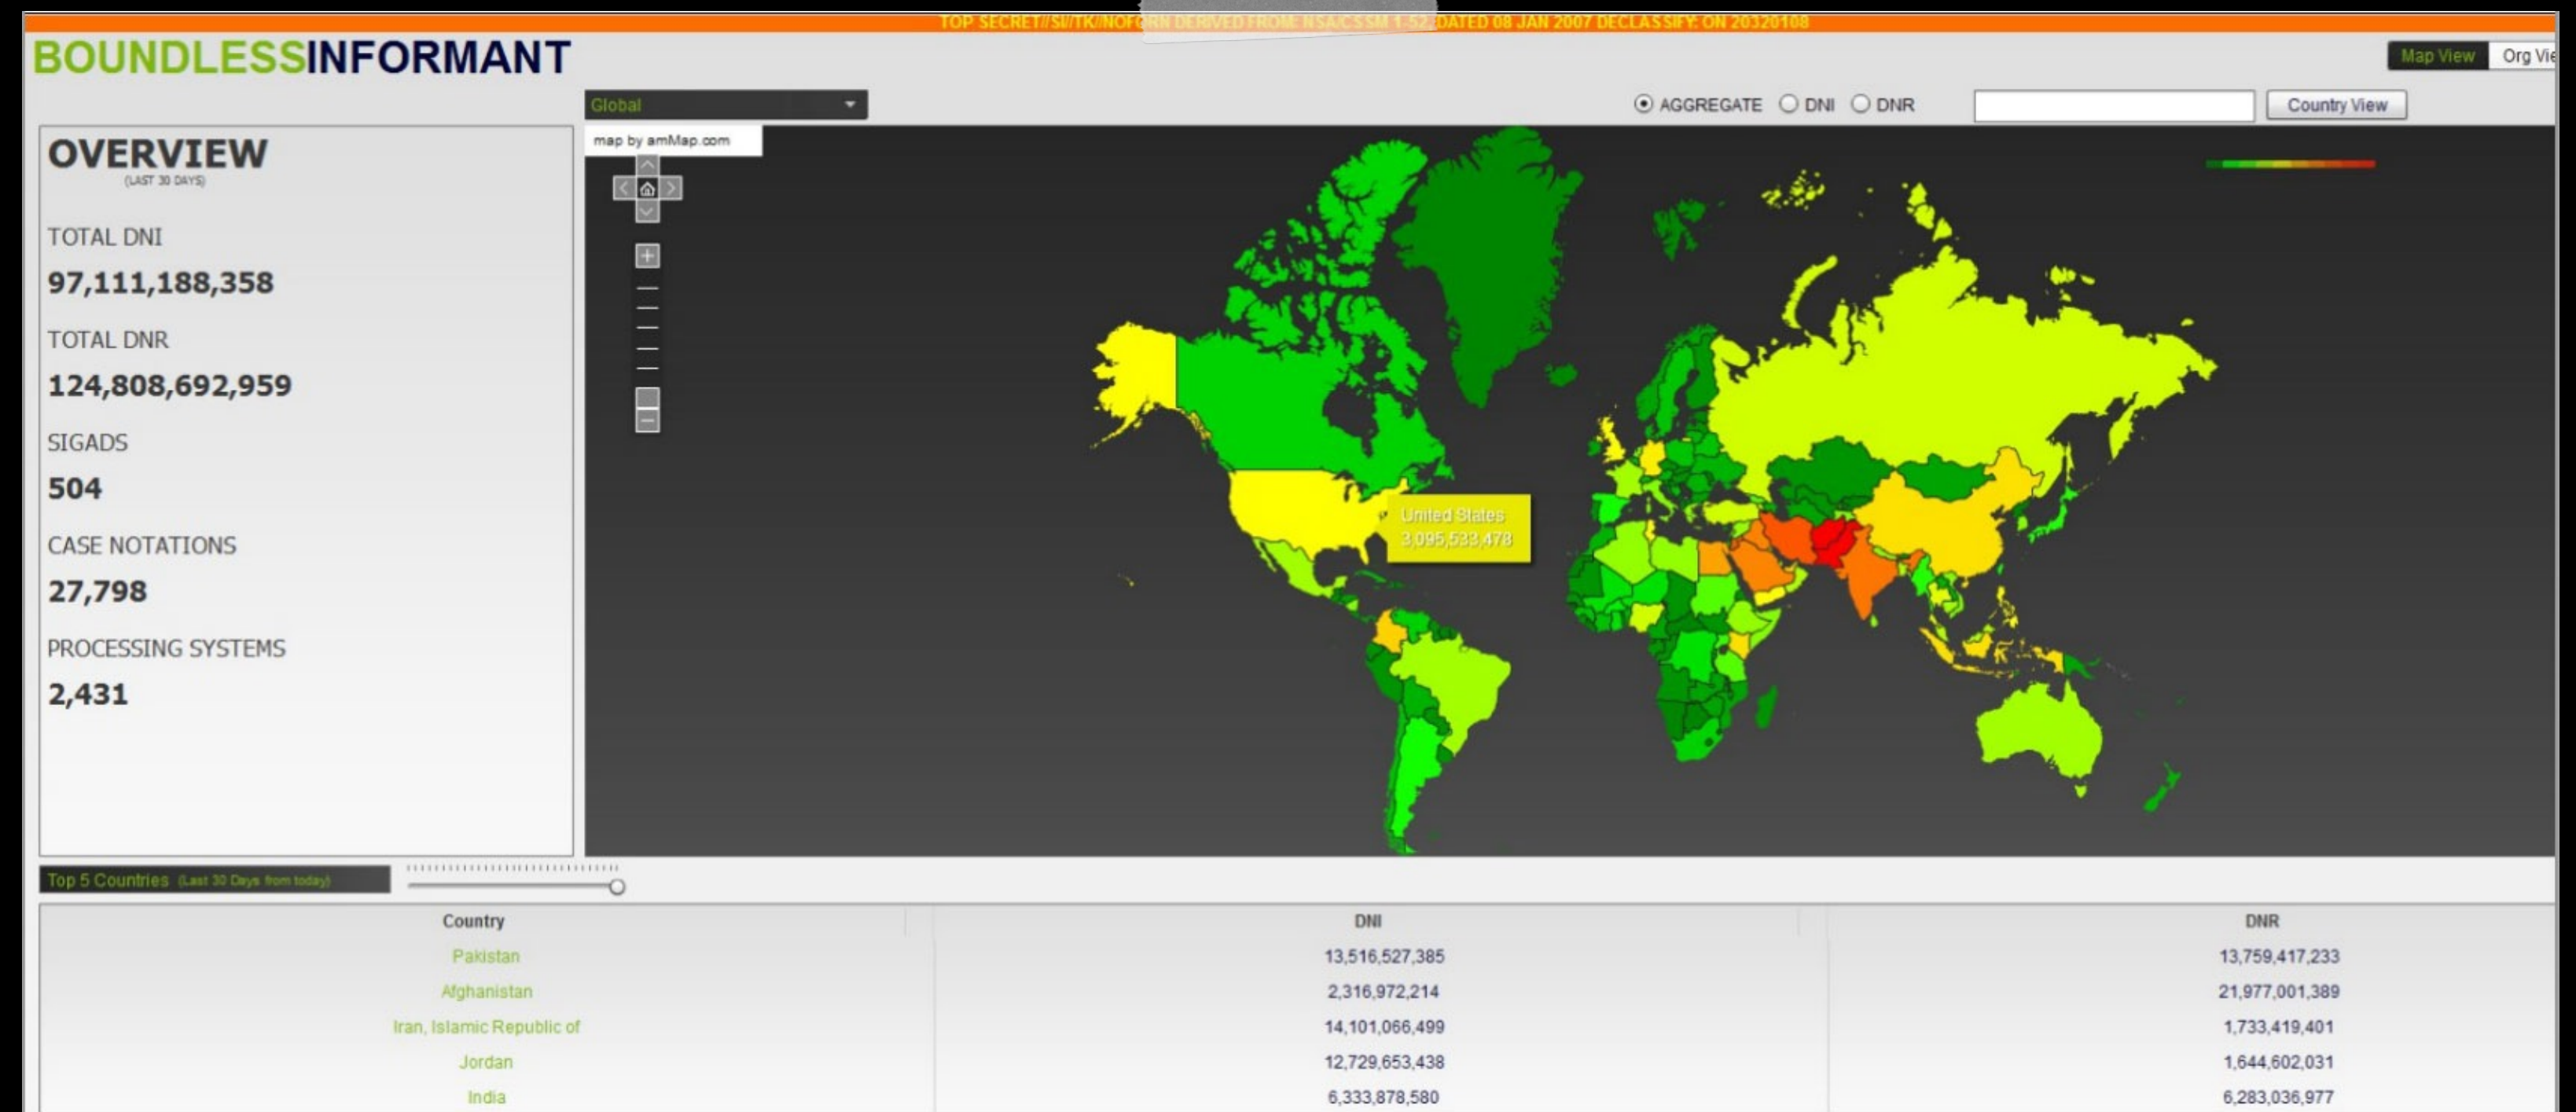 TOP SECRET//SI//TK//NOFORN DERIVED FROM: NSA/CSSM 1-52, DATED 08 JAN 2007 DECLASSIFY: ON 20320108
BOUNDLESSINFORMANT
Map View
Org Vie
Global
AGGREGATE DNI DNR
Country View
OVERVIEW
(LAST 30 DAYS)
TOTAL DNI
97,111,188,358
TOTAL DNR
124,808,692,959
SIGADS
504
CASE NOTATIONS
27,798
PROCESSING SYSTEMS
2,431
map by amMap.com
United States
3,095,533,478
Top 5 Countries (Last 30 Days from today)
Country DNI DNR
Pakistan 13,516,527,385 13,759,417,233
Afghanistan 2,316,972,214 21,977,001,389
Iran, Islamic Republic of 14,101,066,499 1,733,419,401
Jordan 12,729,653,438 1,644,602,031
India 6,333,878,580 6,283,036,977